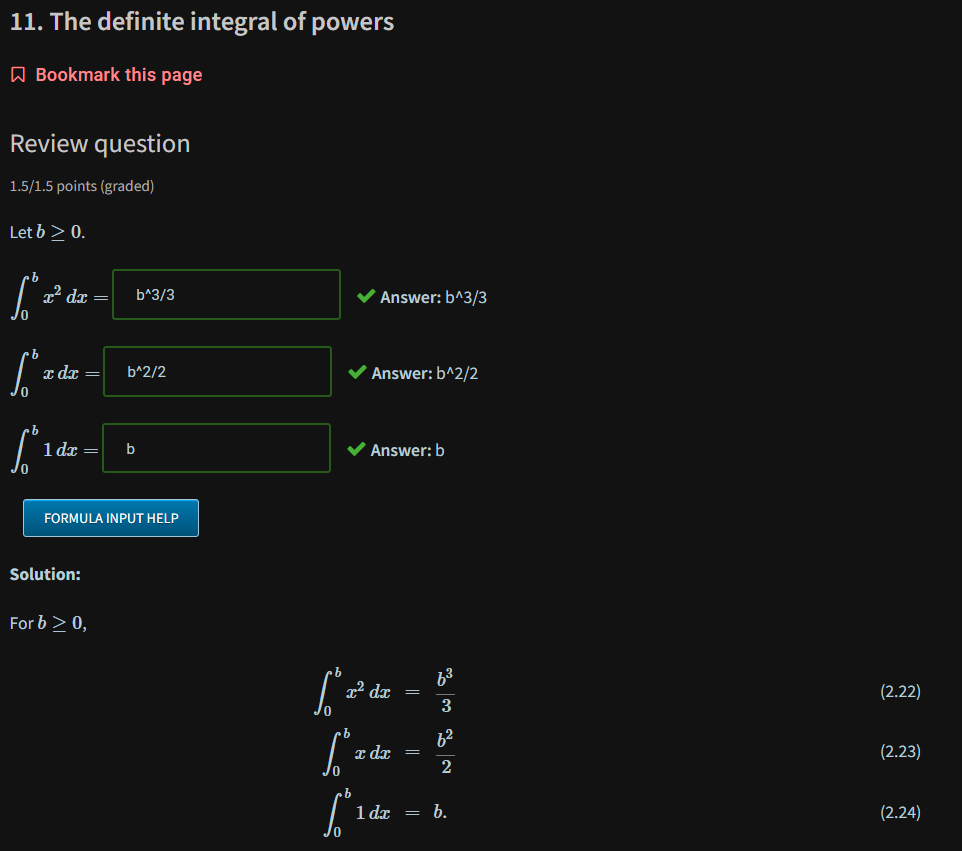 11. The definite integral of powers
Bookmark this page
Review question
1.5/1.5 points (graded)
Let b ≥ 0.
∫₀ᵇ x² dx = b^3/3 Answer: b^3/3
∫₀ᵇ x dx = b^2/2 Answer: b^2/2
∫₀ᵇ 1 dx = b Answer: b
FORMULA INPUT HELP
Solution:
For b ≥ 0,
∫₀ᵇ x² dx = b³/3 (2.22)
∫₀ᵇ x dx = b²/2 (2.23)
∫₀ᵇ 1 dx = b. (2.24)